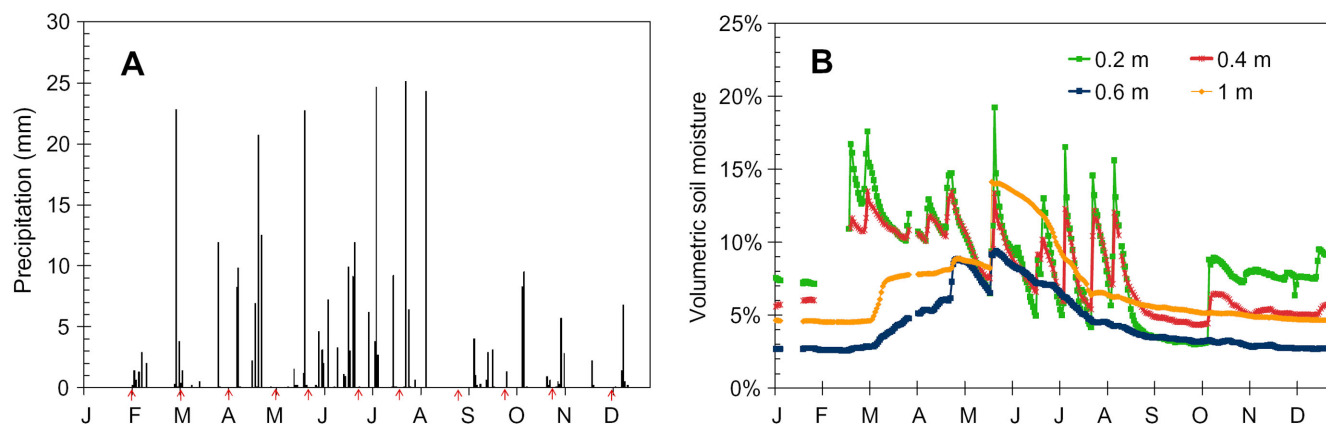 A
Precipitation (mm)
30
25
20
15
10
5
0
J F M A M J J A S O N D
B
Volumetric soil moisture
25%
20%
15%
10%
5%
0%
0.2 m 0.4 m
0.6 m 1 m
J F M A M J J A S O N D